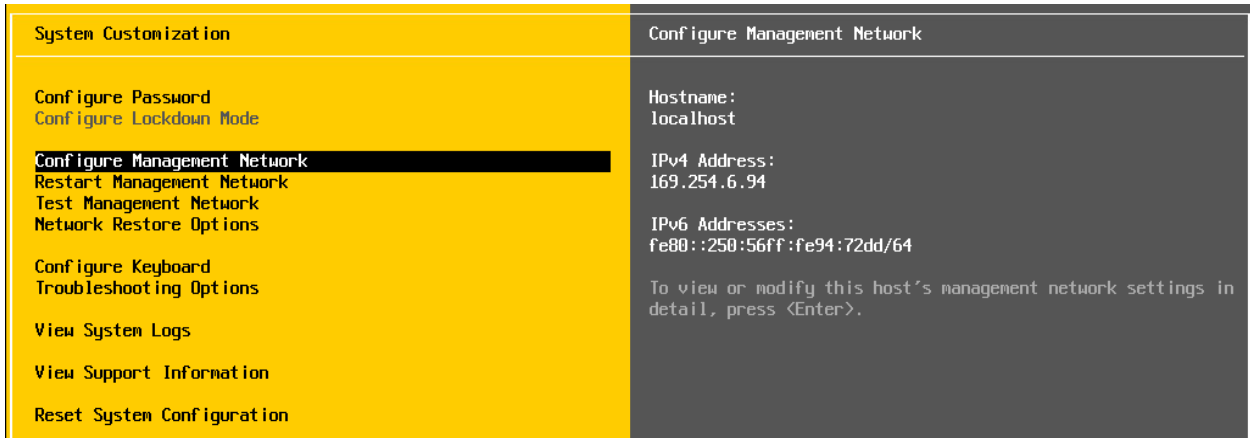 System Customization
Configure Password
Configure Lockdown Mode
Configure Management Network
Restart Management Network
Test Management Network
Network Restore Options
Configure Keyboard
Troubleshooting Options
View System Logs
View Support Information
Reset System Configuration
Configure Management Network
Hostname:
localhost
IPv4 Address:
169.254.6.94
IPv6 Addresses:
fe80::250:56ff:fe94:72dd/64
To view or modify this host's management network settings in
detail, press <Enter>.